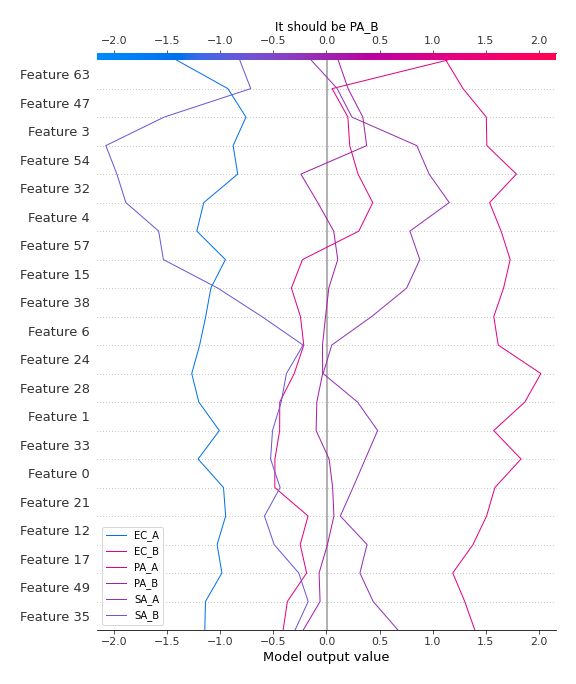 It should be PA_B
−2.0 −1.5 −1.0 −0.5 0.0 0.5 1.0 1.5 2.0
Feature 63
Feature 47
Feature 3
Feature 54
Feature 32
Feature 4
Feature 57
Feature 15
Feature 38
Feature 6
Feature 24
Feature 28
Feature 1
Feature 33
Feature 0
Feature 21
Feature 12
Feature 17
Feature 49
Feature 35
EC_A
EC_B
PA_A
PA_B
SA_A
SA_B
−2.0 −1.5 −1.0 −0.5 0.0 0.5 1.0 1.5 2.0
Model output value